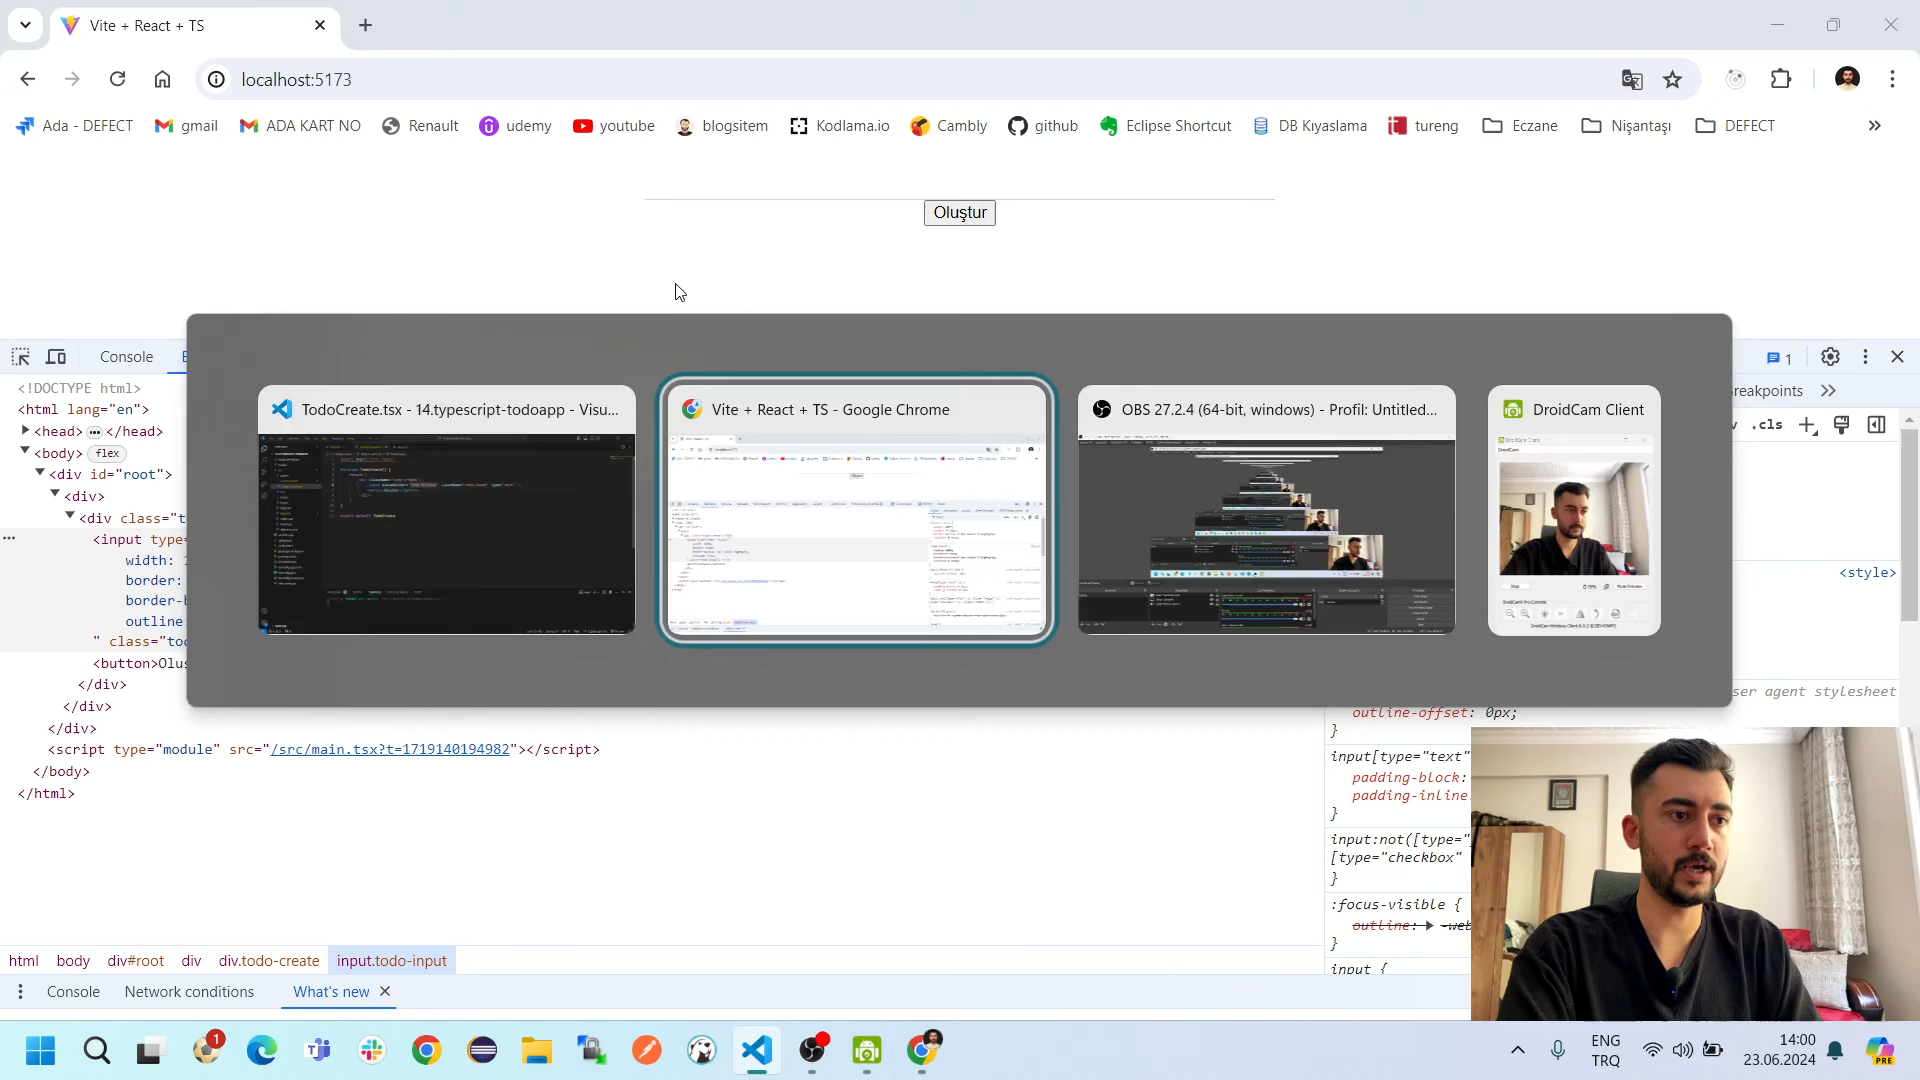 Vite + React + TS
localhost:5173
Ada - DEFECT
gmail
ADA KART NO
Renault
udemy
youtube
blogsitem
Kodlama.io
Cambly
github
Eclipse Shortcut
DB Kıyaslama
tureng
Eczane
Nişantaşı
DEFECT
Oluştur
Console
1
<!DOCTYPE html>
<html lang="en">
<head> </head>
<body> flex
<div id="root">
<div>
<div class="t
<input type=
width: 1
border:
border-b
outline
" class="too
<button>Olu
</div>
</div>
</div>
<script type="module" src="/src/main.tsx?t=1719140194982"></script>
</body>
</html>
TodoCreate.tsx - 14.typescript-todoapp - Visu...
Vite + React + TS - Google Chrome
OBS 27.2.4 (64-bit, windows) - Profil: Untitled...
DroidCam Client
reakpoints
.cls
<style>
ser agent stylesheet
outline-offset: 0px;
}
input[type="text"
padding-block:
padding-inline
}
input:not([type="
[type="checkbox"
}
:focus-visible {
outline: -web
}
input {
html body div#root div div.todo-create input.todo-input
Console
Network conditions
What's new
1
ENG
TRQ
14:00
23.06.2024
PRE